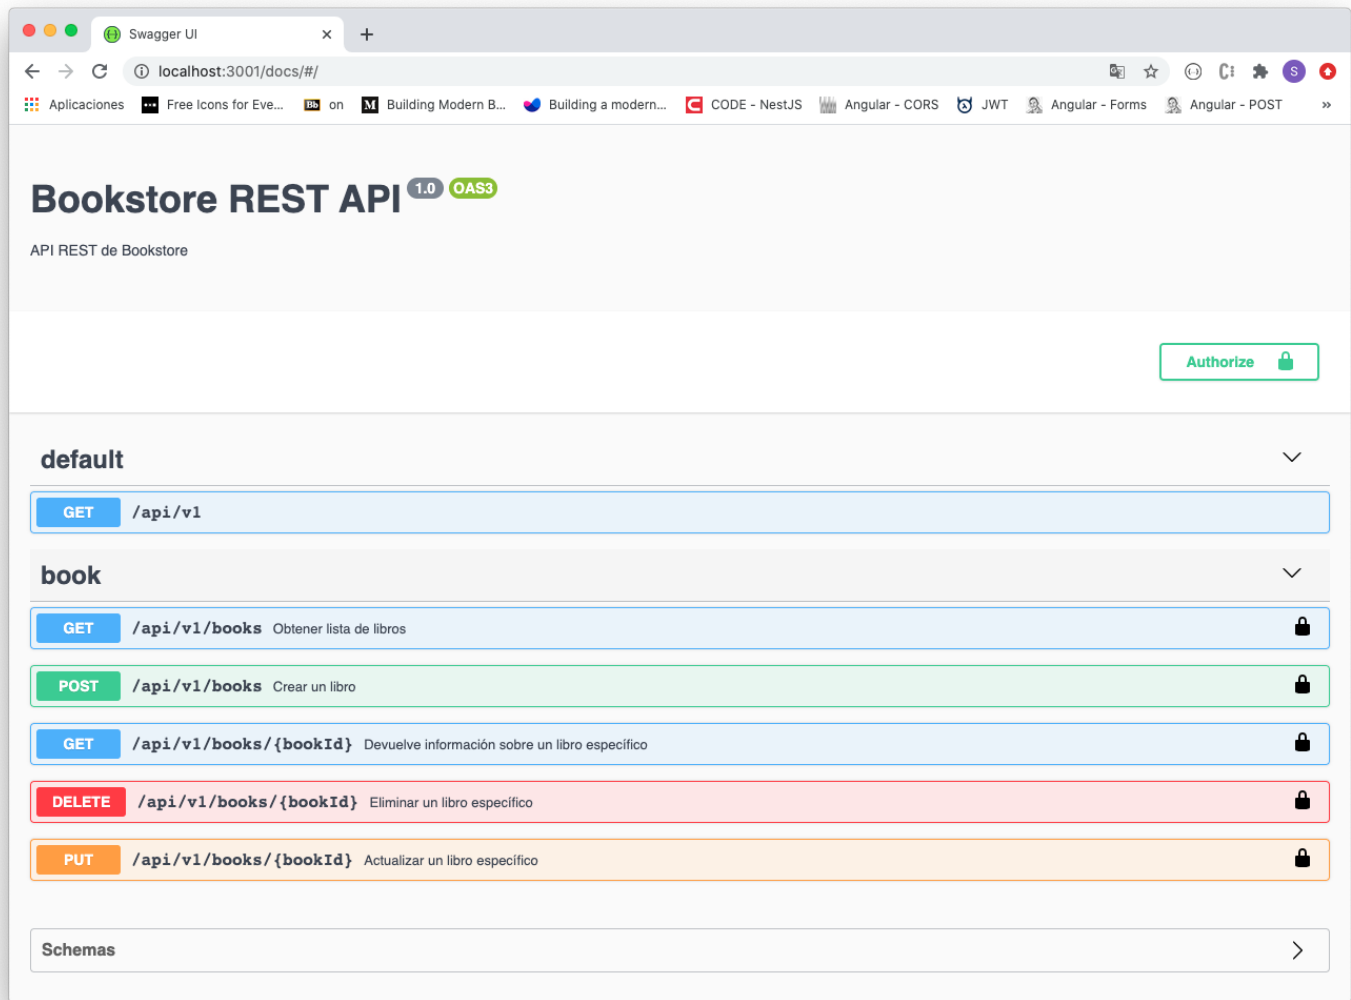 Swagger UI
localhost:3001/docs/#/
S
Aplicaciones Free Icons for Eve... Bb on M Building Modern B... Building a modern... CODE - NestJS Angular - CORS JWT Angular - Forms Angular - POST »
Bookstore REST API 1.0 OAS3
API REST de Bookstore
Authorize
default
GET /api/v1
book
GET /api/v1/books Obtener lista de libros
POST /api/v1/books Crear un libro
GET /api/v1/books/{bookId} Devuelve información sobre un libro específico
DELETE /api/v1/books/{bookId} Eliminar un libro específico
PUT /api/v1/books/{bookId} Actualizar un libro específico
Schemas